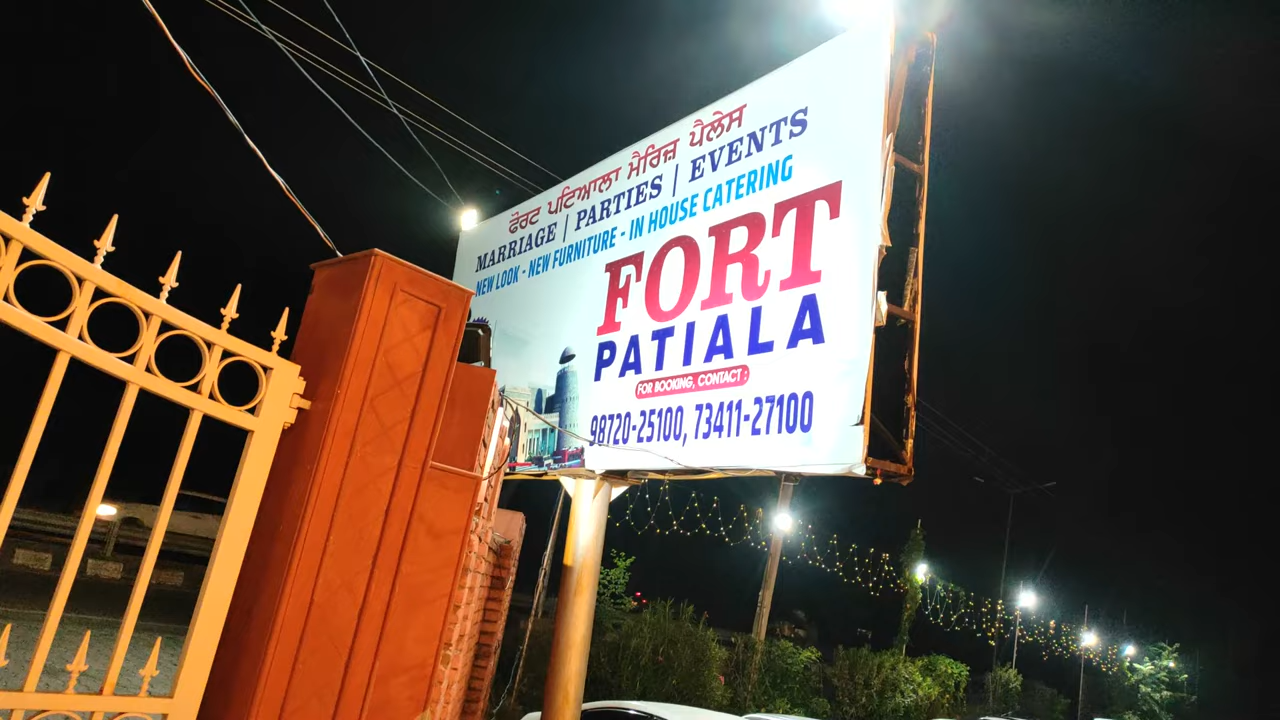 ਫੋਰਟ ਪਟਿਆਲਾ ਮੈਰਿਜ਼ ਪੈਲੇਸ
MARRIAGE | PARTIES | EVENTS
NEW LOOK - NEW FURNITURE - IN HOUSE CATERING
FORT
PATIALA
FOR BOOKING, CONTACT :
98720-25100, 73411-27100